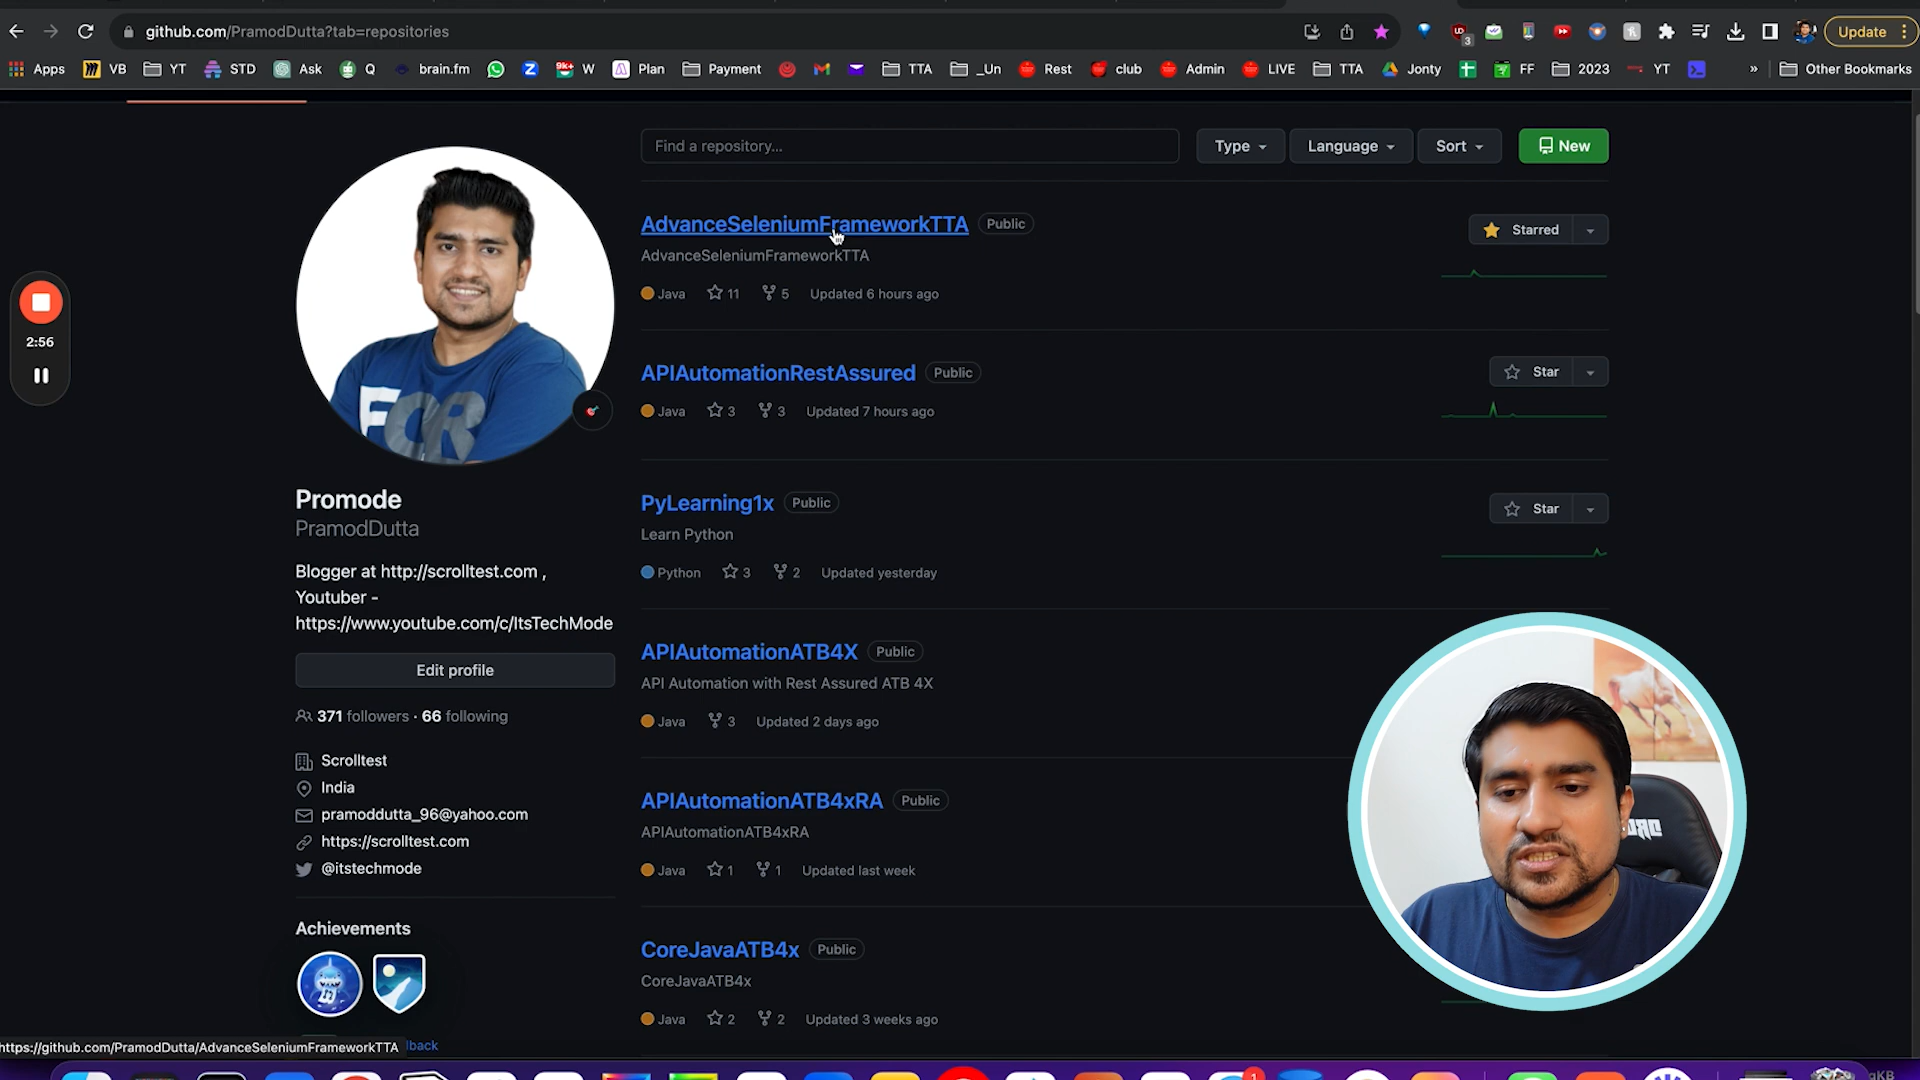 github.com/PramodDutta?tab=repositories
3
Update
Apps VB YT STD Ask Q brain.fm 9k+ W Plan Payment TTA _Un Rest club Admin LIVE TTA Jonty FF 2023 YT » Other Bookmarks
Find a repository...
Type
Language
Sort
New
2:56
Promode
PramodDutta
Blogger at http://scrolltest.com ,
Youtuber -
https://www.youtube.com/c/ItsTechMode
Edit profile
371 followers · 66 following
Scrolltest
India
pramoddutta_96@yahoo.com
https://scrolltest.com
@itstechmode
Achievements
AdvanceSeleniumFrameworkTTA Public
Starred
AdvanceSeleniumFrameworkTTA
Java 11 5 Updated 6 hours ago
APIAutomationRestAssured Public
Star
Java 3 3 Updated 7 hours ago
PyLearning1x Public
Star
Learn Python
Python 3 2 Updated yesterday
APIAutomationATB4X Public
API Automation with Rest Assured ATB 4X
Java 3 Updated 2 days ago
APIAutomationATB4xRA Public
APIAutomationATB4xRA
Java 1 1 Updated last week
CoreJavaATB4x Public
CoreJavaATB4x
Java 2 2 Updated 3 weeks ago
https://github.com/PramodDutta/AdvanceSeleniumFrameworkTTA
1